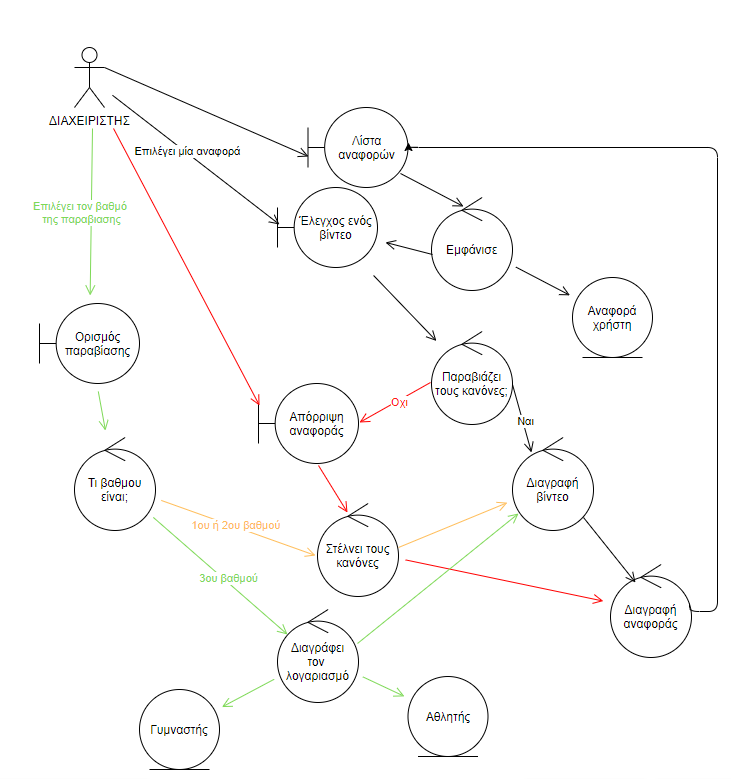 ΔΙΑΧΕΙΡΙΣΤΗΣ
Λίστα
αναφορών
Επιλέγει μία αναφορά
Επιλέγει τον βαθμό
της παραβιασης
Έλεγχος ενός
βίντεο
Εμφάνισε
Αναφορά
χρήστη
Ορισμός
παραβίασης
Παραβιάζει
τους κανόνες;
Οχι
Ναι
Απόρριψη
αναφοράς
Τι βαθμου
είναι;
Διαγραφή
βίντεο
1ου ή 2ου βαθμού
Στέλνει τους
κανόνες
3ου βαθμού
Διαγραφή
αναφοράς
Διαγράφει
τον
λογαριασμό
Γυμναστής
Αθλητής